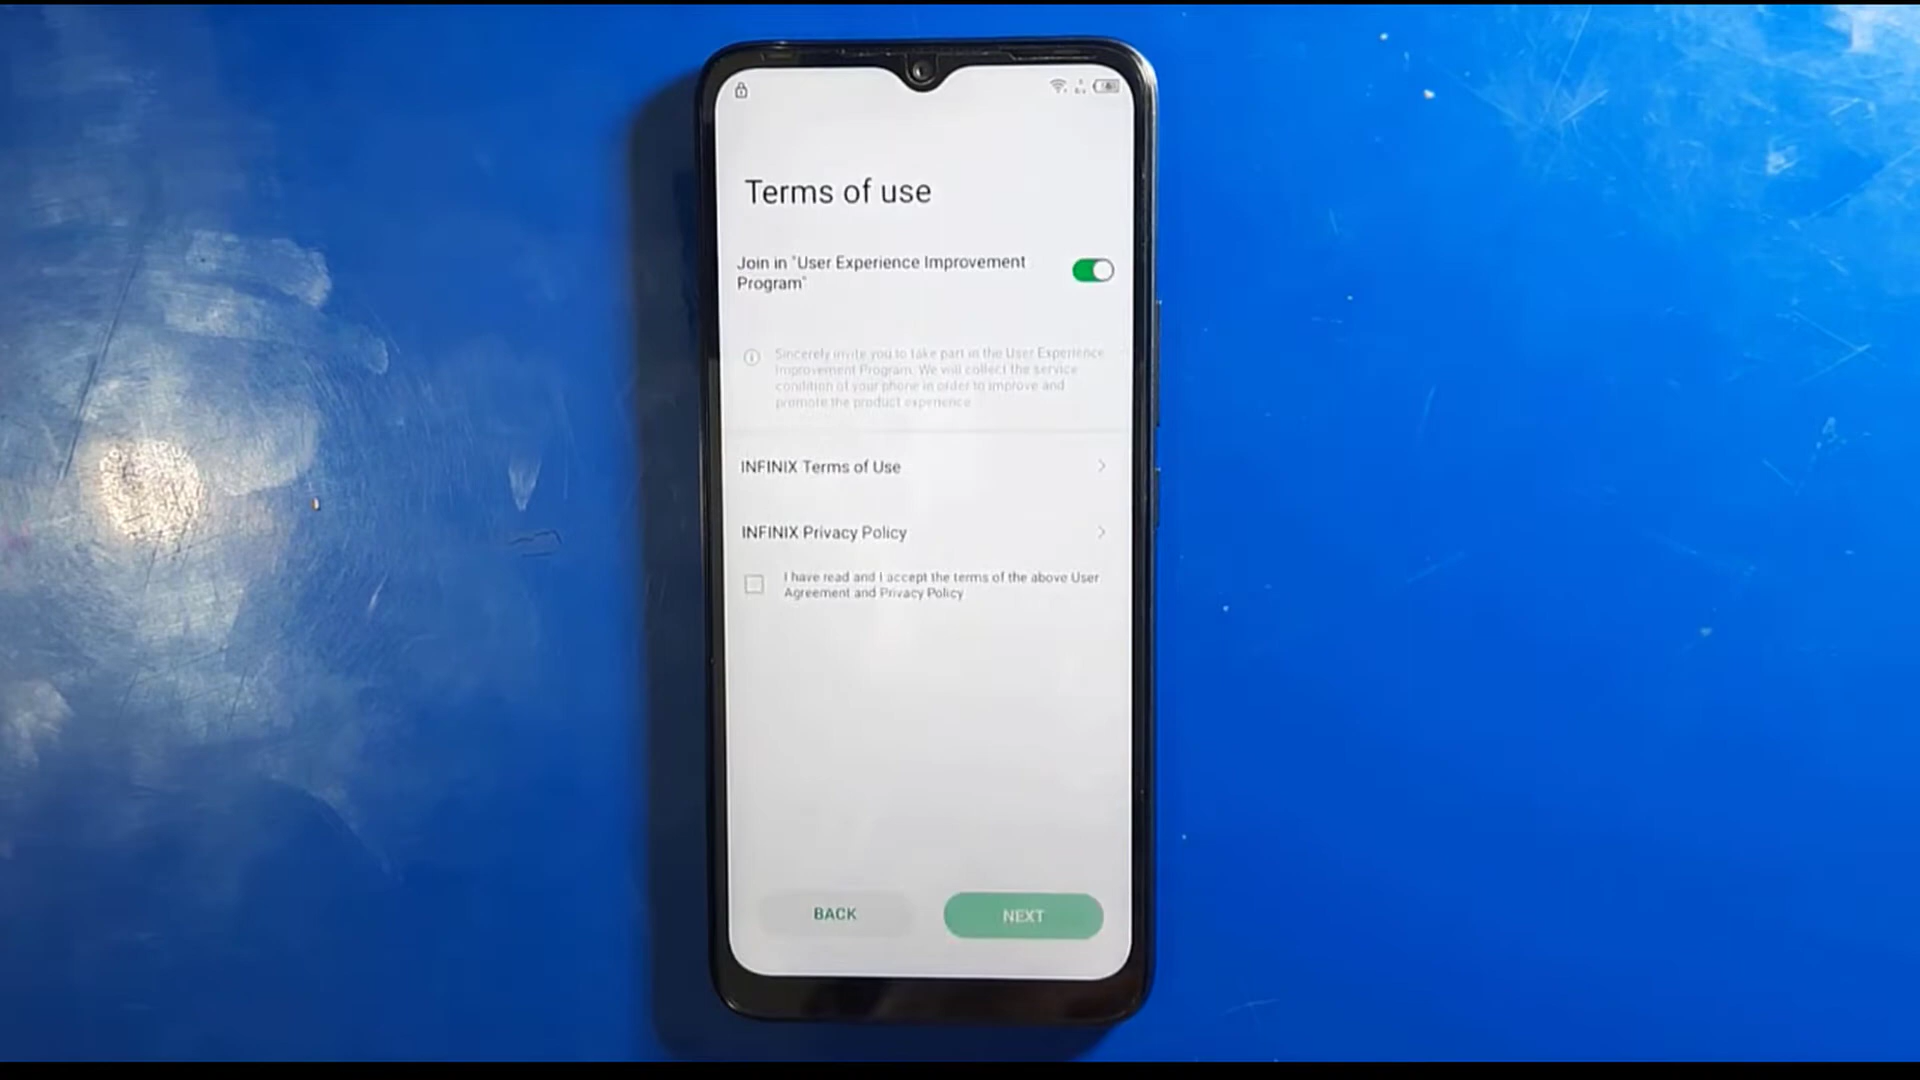 Terms of use
Join in "User Experience Improvement
Program"
Sincerely invite you to take part in the User Experience
Improvement Program. We will collect the service
condition of your phone in order to improve and
promote the product experience
INFINIX Terms of Use
INFINIX Privacy Policy
I have read and I accept the terms of the above User
Agreement and Privacy Policy
BACK
NEXT